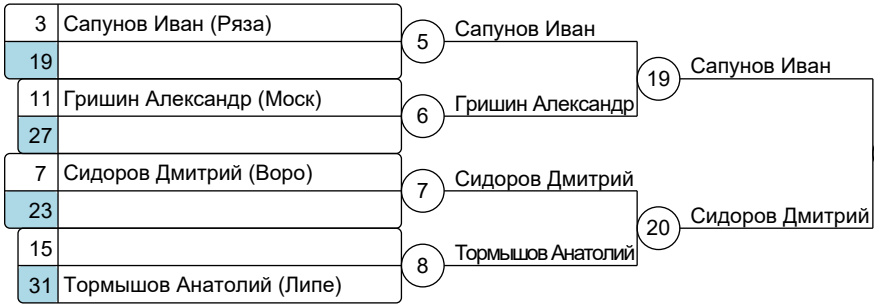 3 Сапунов Иван (Ряза)
5 Сапунов Иван
19
19 Сапунов Иван
11 Гришин Александр (Моск)
6 Гришин Александр
27
7 Сидоров Дмитрий (Воро)
7 Сидоров Дмитрий
23
20 Сидоров Дмитрий
15
8 Тормышов Анатолий
31 Тормышов Анатолий (Липе)